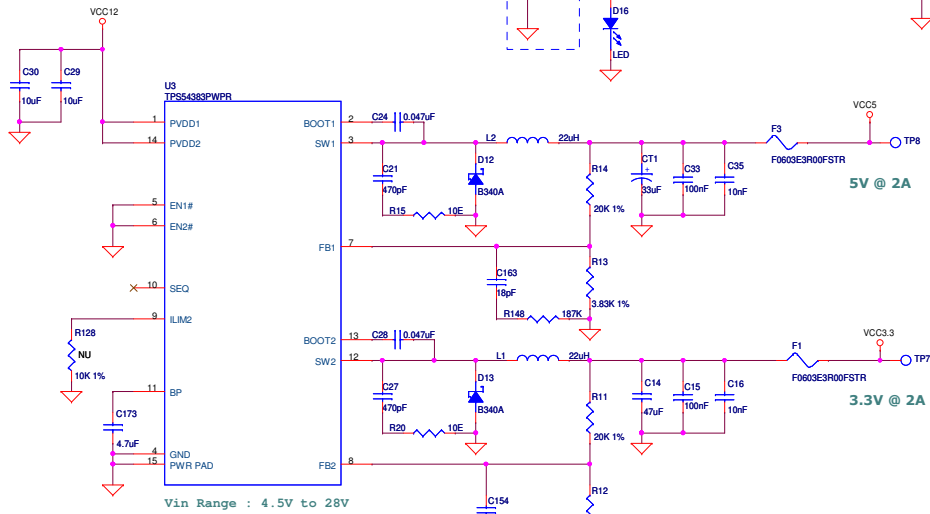 VCC12
D16
LED
C30
C29
10uF
10uF
U3
TPS54383PWPR
1 PVDD1
14 PVDD2
5 EN1#
6 EN2#
10 SEQ
9 ILIM2
11 BP
4 GND
15 PWR PAD
BOOT1 2
SW1 3
FB1 7
BOOT2 13
SW2 12
FB2 8
R128
NU
10K 1%
C173
4.7uF
C24 0.047uF
L2 22uH
C21
470pF
D12
B340A
R15 10E
R14
20K 1%
CT1
+
33uF
C33
100nF
C35
10nF
F3
F0603E3R00FSTR
VCC5
TP8
5V @ 2A
C163
18pF
R148 187K
R13
3.83K 1%
C28 0.047uF
L1 22uH
C27
470pF
D13
B340A
R20 10E
R11
20K 1%
C14
47uF
C15
100nF
C16
10nF
F1
F0603E3R00FSTR
VCC3.3
TP7
3.3V @ 2A
C154
R12
Vin Range : 4.5V to 28V